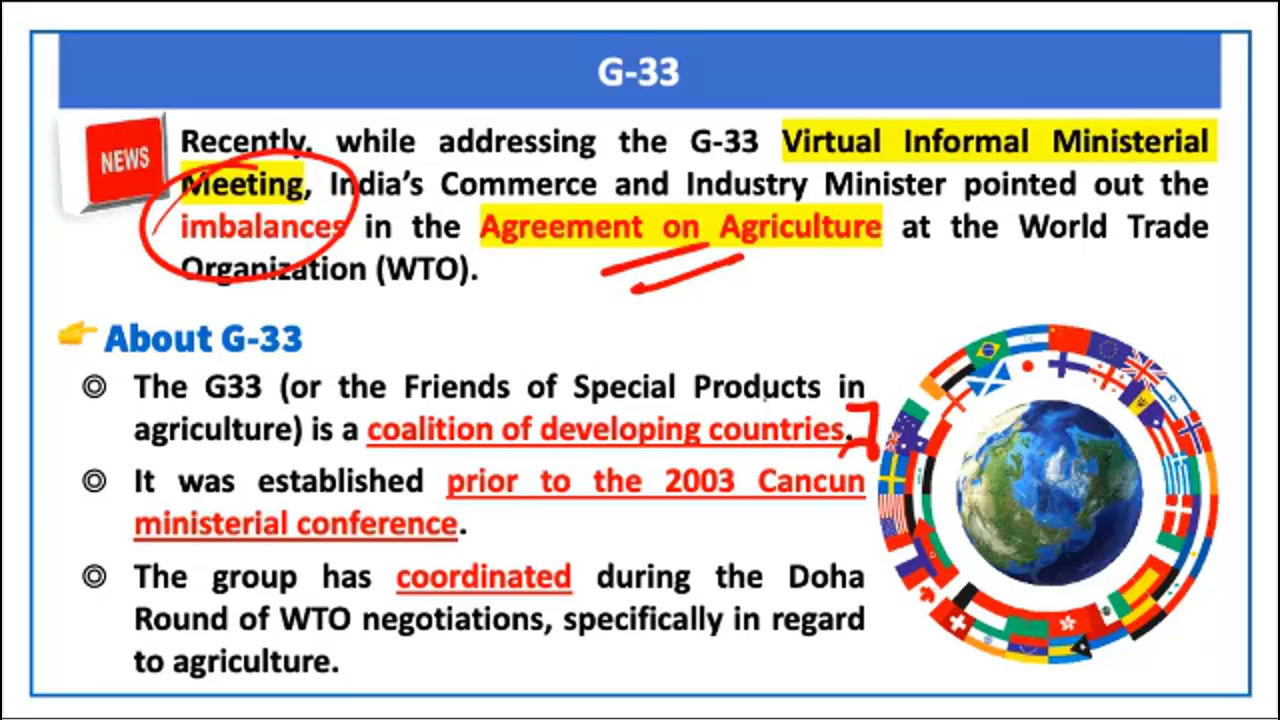 G-33
NEWS
Recently, while addressing the G-33 Virtual Informal Ministerial
Meeting, India's Commerce and Industry Minister pointed out the
imbalances in the Agreement on Agriculture at the World Trade
Organization (WTO).
About G-33
The G33 (or the Friends of Special Products in
agriculture) is a coalition of developing countries.
It was established prior to the 2003 Cancun
ministerial conference.
The group has coordinated during the Doha
Round of WTO negotiations, specifically in regard
to agriculture.